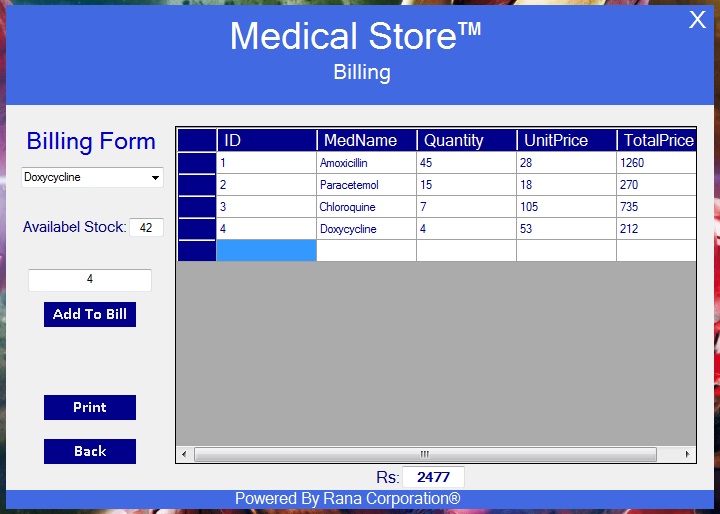 Medical Store™
X
Billing
Billing Form
Doxycycline
Availabel Stock: 42
4
Add To Bill
Print
Back
ID MedName Quantity UnitPrice TotalPrice
1 Amoxicillin 45 28 1260
2 Paracetemol 15 18 270
3 Chloroquine 7 105 735
4 Doxycycline 4 53 212
Rs: 2477
Powered By Rana Corporation®